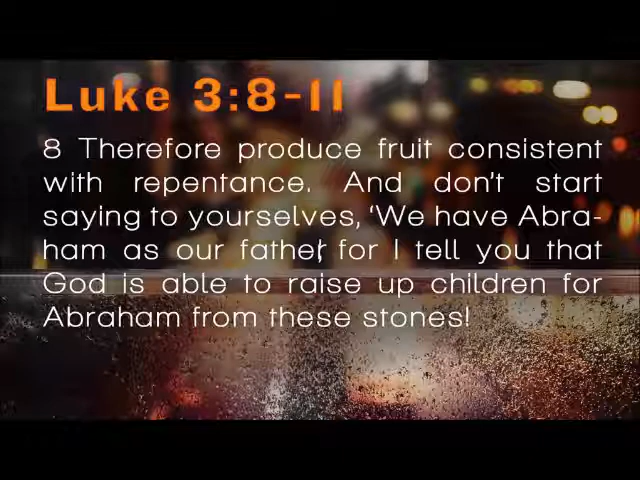 Luke 3:8-11
8 Therefore produce fruit consistent
with repentance. And don't start
saying to yourselves, ‘We have Abra-
ham as our father,’ for I tell you that
God is able to raise up children for
Abraham from these stones!